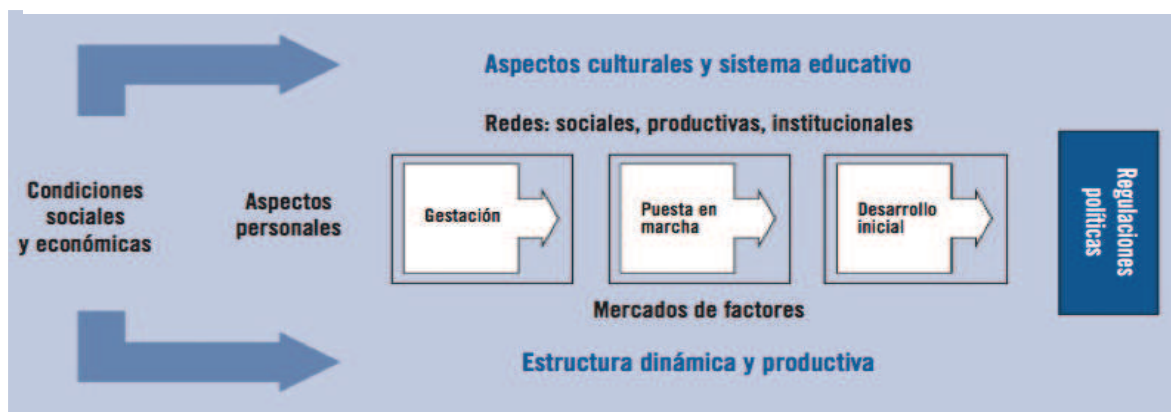 Aspectos culturales y sistema educativo
Redes: sociales, productivas, institucionales
Condiciones
sociales
y económicas
Aspectos
personales
Gestación
Puesta en
marcha
Desarrollo
inicial
Regulaciones
políticas
Mercados de factores
Estructura dinámica y productiva